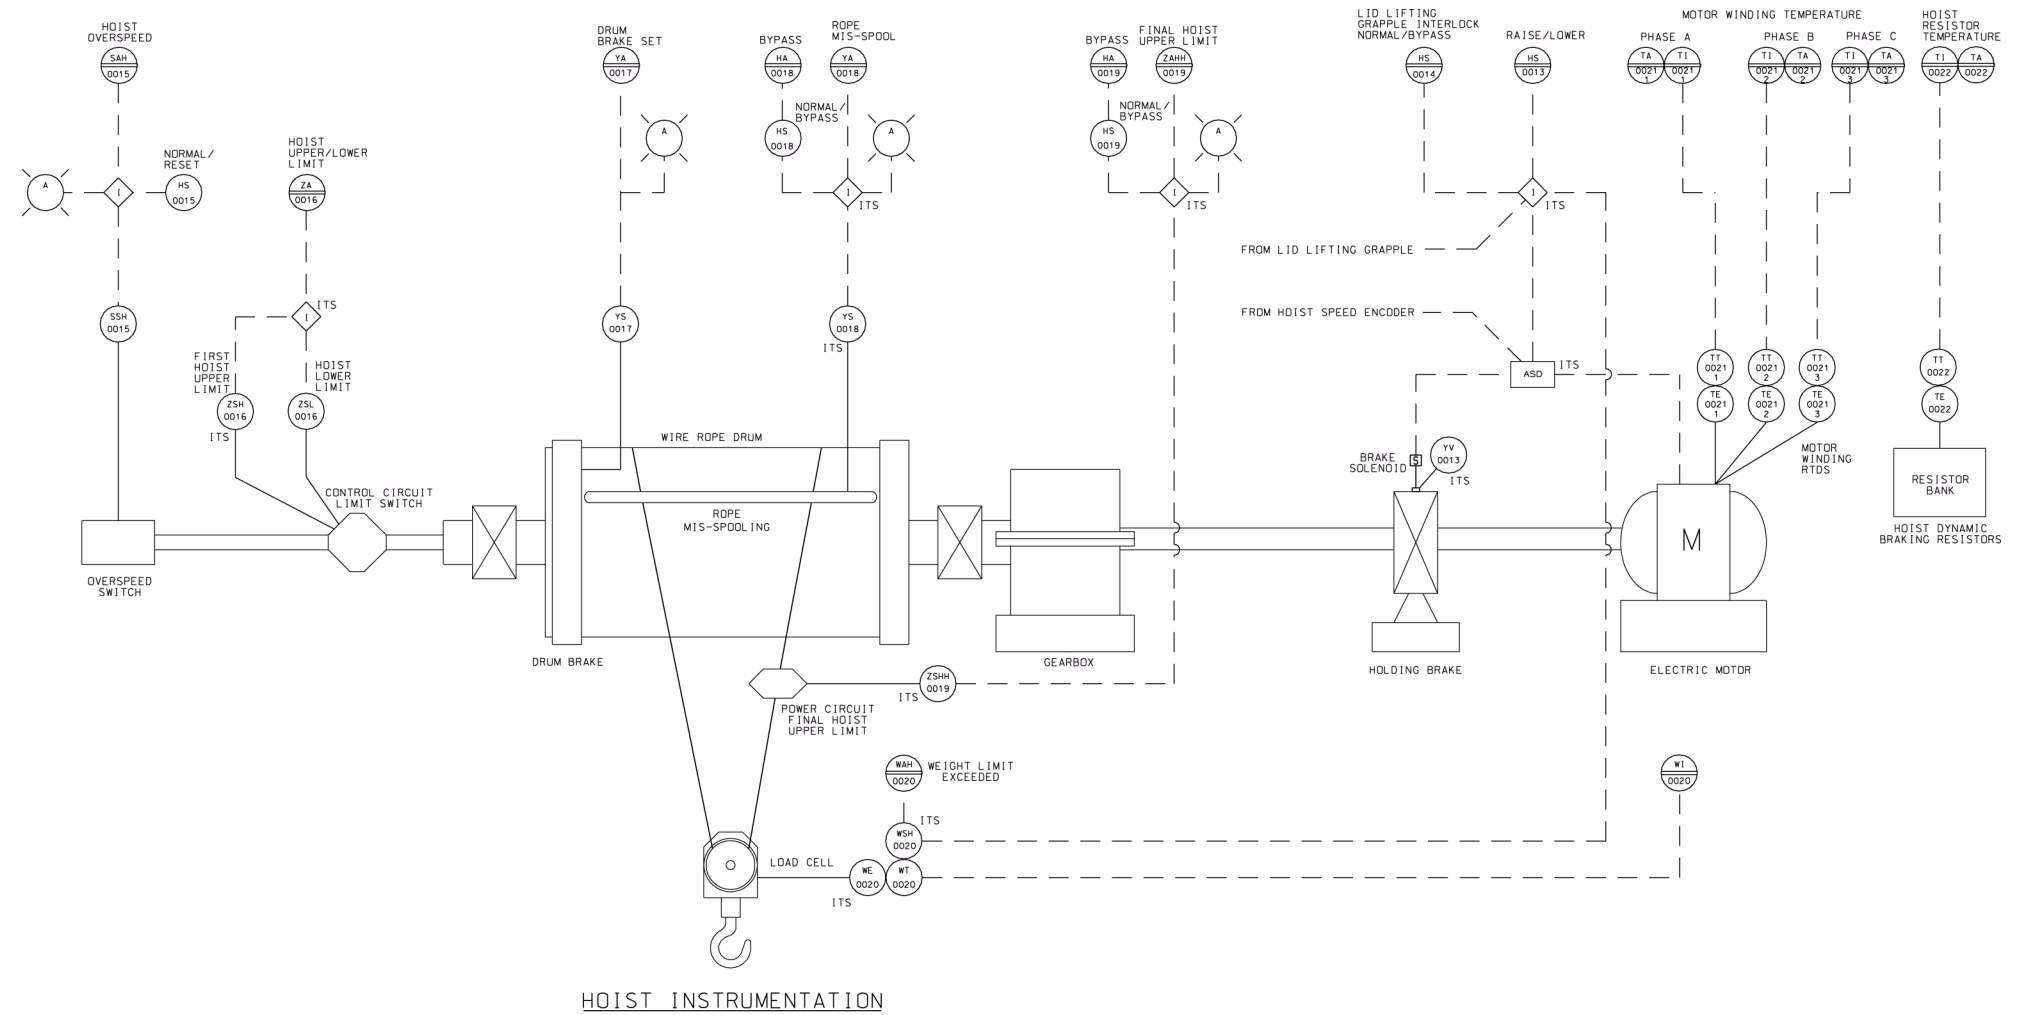 HOIST
OVERSPEED
SAH
0015
A
I
NORMAL/
RESET
HS
0015
SSH
0015
HOIST
UPPER/LOWER
LIMIT
ZA
0016
I
ITS
FIRST
HOIST
UPPER
LIMIT
ZSH
0016
ITS
HOIST
LOWER
LIMIT
ZSL
0016
CONTROL CIRCUIT
LIMIT SWITCH
OVERSPEED
SWITCH
DRUM
BRAKE SET
YA
0017
A
YS
0017
BYPASS
HA
0018
NORMAL/
BYPASS
HS
0018
ROPE
MIS-SPOOL
YA
0018
A
I
ITS
YS
0018
ITS
WIRE ROPE DRUM
ROPE
MIS-SPOOLING
DRUM BRAKE
BYPASS
HA
0019
NORMAL/
BYPASS
HS
0019
FINAL HOIST
UPPER LIMIT
ZAHH
0019
A
I
ITS
GEARBOX
ZSHH
0019
ITS
POWER CIRCUIT
FINAL HOIST
UPPER LIMIT
WAH
0020
WEIGHT LIMIT
EXCEEDED
ITS
WSH
0020
LOAD CELL
WE
0020
WT
0020
ITS
WI
0020
LID LIFTING
GRAPPLE INTERLOCK
NORMAL/BYPASS
HS
0014
RAISE/LOWER
HS
0013
I
ITS
FROM LID LIFTING GRAPPLE
FROM HOIST SPEED ENCODER
ASD
ITS
BRAKE
SOLENOID
S
YV
0013
ITS
HOLDING BRAKE
MOTOR WINDING TEMPERATURE
PHASE A
TA
0021
1
TI
0021
1
PHASE B
TI
0021
2
TA
0021
2
PHASE C
TI
0021
3
TA
0021
3
TT
0021
1
TT
0021
2
TT
0021
3
TE
0021
1
TE
0021
2
TE
0021
3
MOTOR
WINDING
RTDS
M
ELECTRIC MOTOR
HOIST
RESISTOR
TEMPERATURE
TI
0022
TA
0022
TT
0022
TE
0022
RESISTOR
BANK
HOIST DYNAMIC
BRAKING RESISTORS
HOIST INSTRUMENTATION